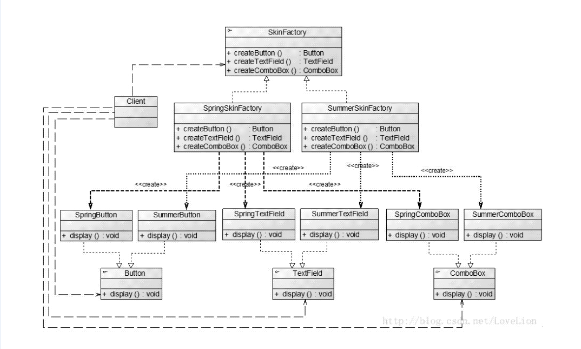 SkinFactory
+ createButton () : Button
+ createTextField () : TextField
+ createComboBox () : ComboBox
Client
SpringSkinFactory
+ createButton () : Button
+ createTextField () : TextField
+ createComboBox () : ComboBox
SummerSkinFactory
+ createButton () : Button
+ createTextField () : TextField
+ createComboBox () : ComboBox
<<create>>
<<create>>
<<create>>
<<create>>
<<create>>
<<create>>
SpringButton
+ display () : void
SummerButton
+ display () : void
SpringTextField
+ display () : void
SummerTextField
+ display () : void
SpringComboBox
+ display () : void
SummerComboBox
+ display () : void
Button
+ display () : void
TextField
+ display () : void
ComboBox
+ display () : void
http://blog.csdn.net/LoveLion